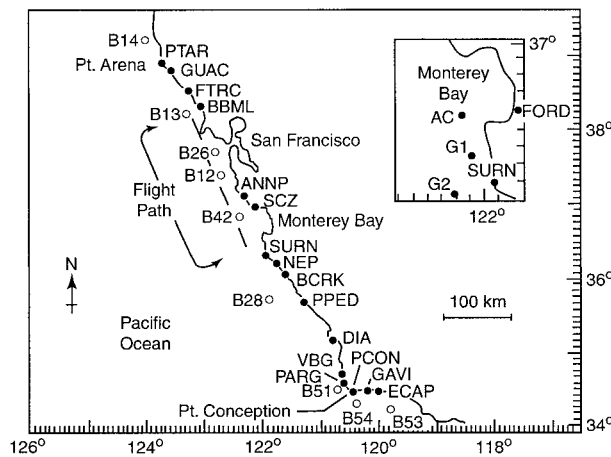 B14
PTAR
Pt. Arena
GUAC
FTRC
B13
BBML
San Francisco
B26
B12
Flight
Path
ANNP
SCZ
B42
Monterey Bay
SURN
NEP
BCRK
B28
PPED
N
100 km
Pacific
Ocean
DIA
VBG
PCON
PARG
GAVI
B51
ECAP
Pt. Conception
B54
B53
37°
Monterey
Bay
AC
FORD
G1
SURN
G2
122°
38°
36°
34°
126° 124° 122° 120° 118°